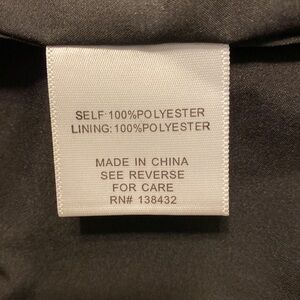 SELF:100%POLYESTER
LINING:100%POLYESTER
MADE IN CHINA
SEE REVERSE
FOR CARE
RN# 138432